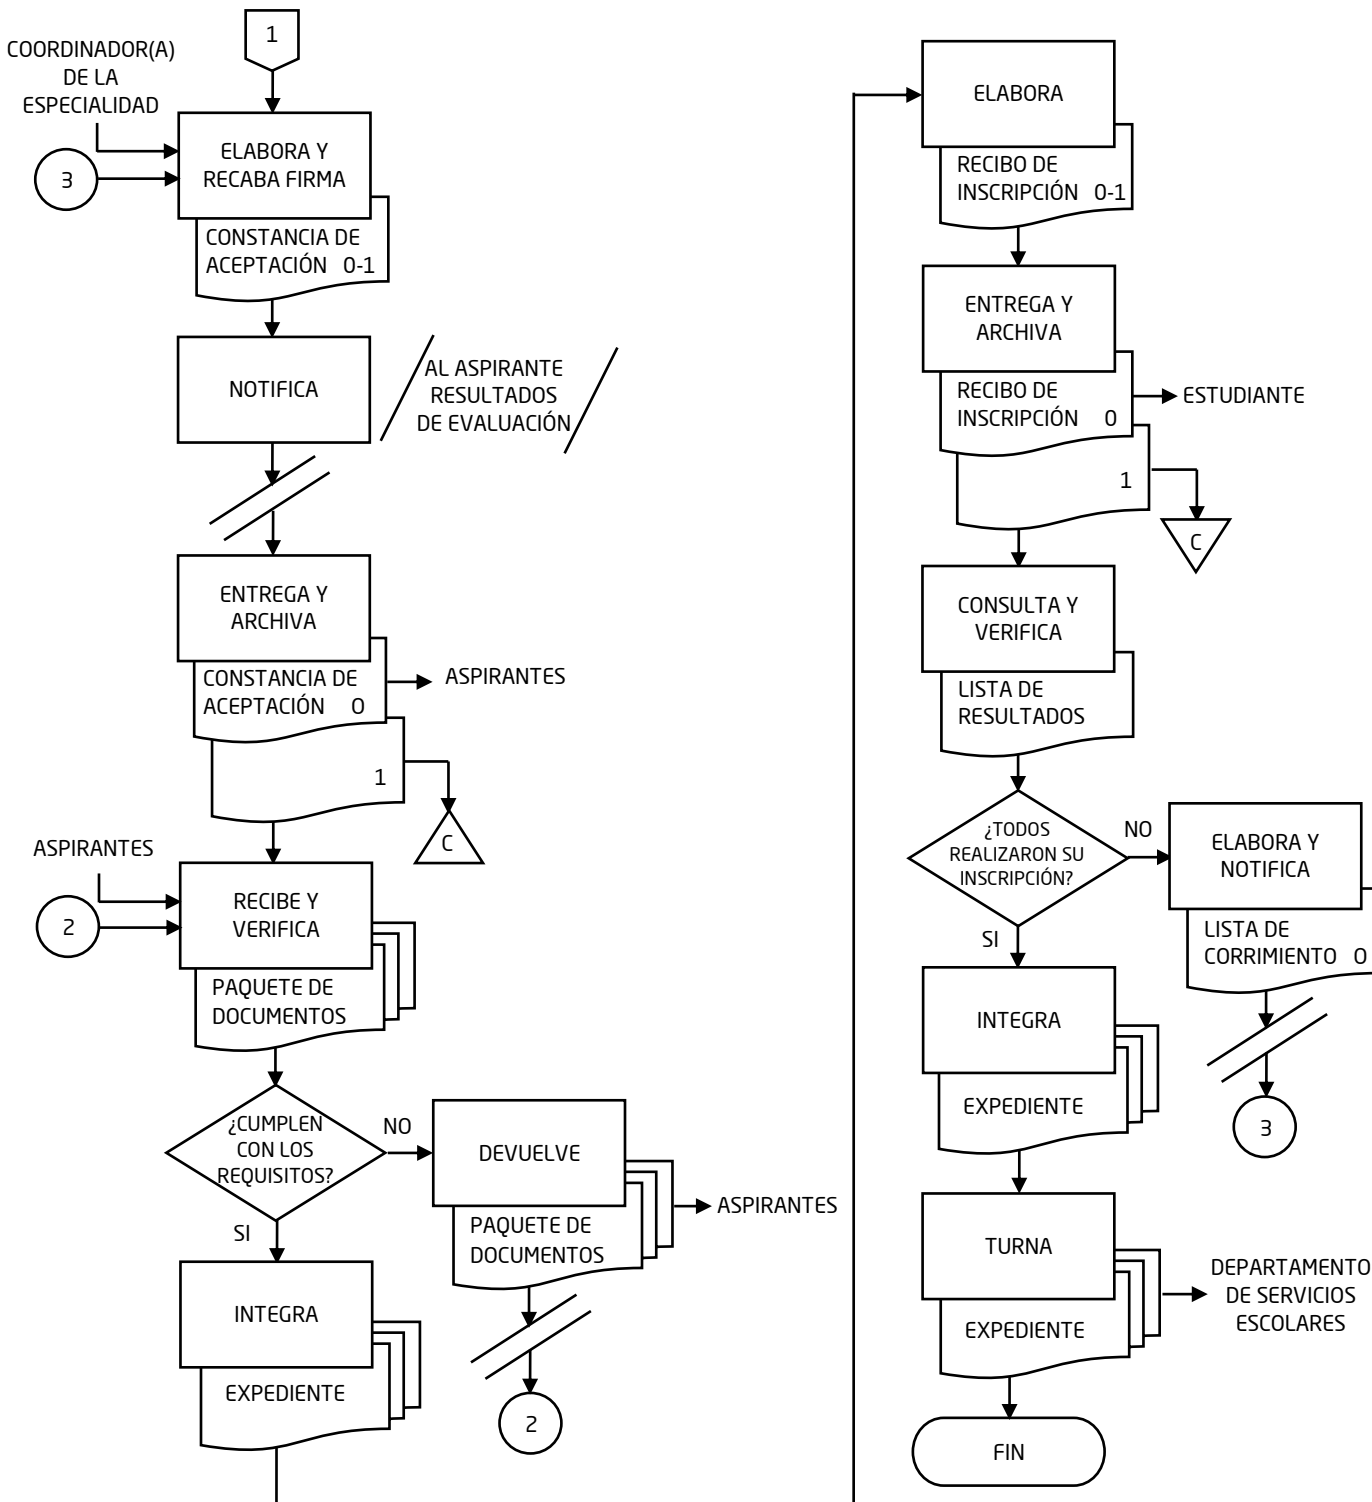 1
COORDINADOR(A)
DE LA
ESPECIALIDAD
3
ELABORA Y
RECABA FIRMA
CONSTANCIA DE
ACEPTACIÓN 0-1
NOTIFICA
AL ASPIRANTE
RESULTADOS
DE EVALUACIÓN
ENTREGA Y
ARCHIVA
CONSTANCIA DE
ACEPTACIÓN 0
ASPIRANTES
1
C
ASPIRANTES
2
RECIBE Y
VERIFICA
PAQUETE DE
DOCUMENTOS
¿CUMPLEN
CON LOS
REQUISITOS?
NO
SI
DEVUELVE
PAQUETE DE
DOCUMENTOS
ASPIRANTES
2
INTEGRA
EXPEDIENTE
ELABORA
RECIBO DE
INSCRIPCIÓN 0-1
ENTREGA Y
ARCHIVA
RECIBO DE
INSCRIPCIÓN 0
ESTUDIANTE
1
C
CONSULTA Y
VERIFICA
LISTA DE
RESULTADOS
¿TODOS
REALIZARON SU
INSCRIPCIÓN?
NO
SI
ELABORA Y
NOTIFICA
LISTA DE
CORRIMIENTO 0
3
INTEGRA
EXPEDIENTE
TURNA
EXPEDIENTE
DEPARTAMENTO
DE SERVICIOS
ESCOLARES
FIN